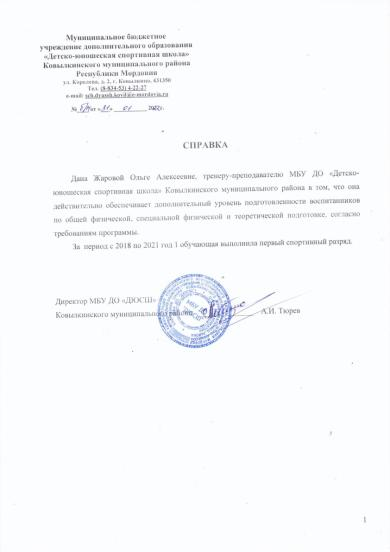 Муниципальное бюджетное
учреждение дополнительного образования
«Детско-юношеская спортивная школа»
Ковылкинского муниципального района
Республики Мордовия
ул. Королева, д. 2, г. Ковылкино, 431350
Тел. (8-834-53) 4-22-27
e-mail: sch.dyussh.kovil@e-mordovia.ru
№ от «31» 01 2022г.
СПРАВКА
Дана Жаровой Ольге Алексеевне, тренеру-преподавателю МБУ ДО «Детско-
юношеская спортивная школа» Ковылкинского муниципального района в том, что она
действительно обеспечивает дополнительный уровень подготовленности воспитанников
по общей физической, специальной физической и теоретической подготовке, согласно
требованиям программы.
За период с 2018 по 2021 год 1 обучающая выполнила первый спортивный разряд.
Директор МБУ ДО «ДЮСШ»
Ковылкинского муниципального района А.И. Тюрев
МБУ ДО
1